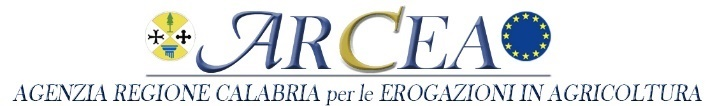 ARCEA
AGENZIA REGIONE CALABRIA per le EROGAZIONI IN AGRICOLTURA